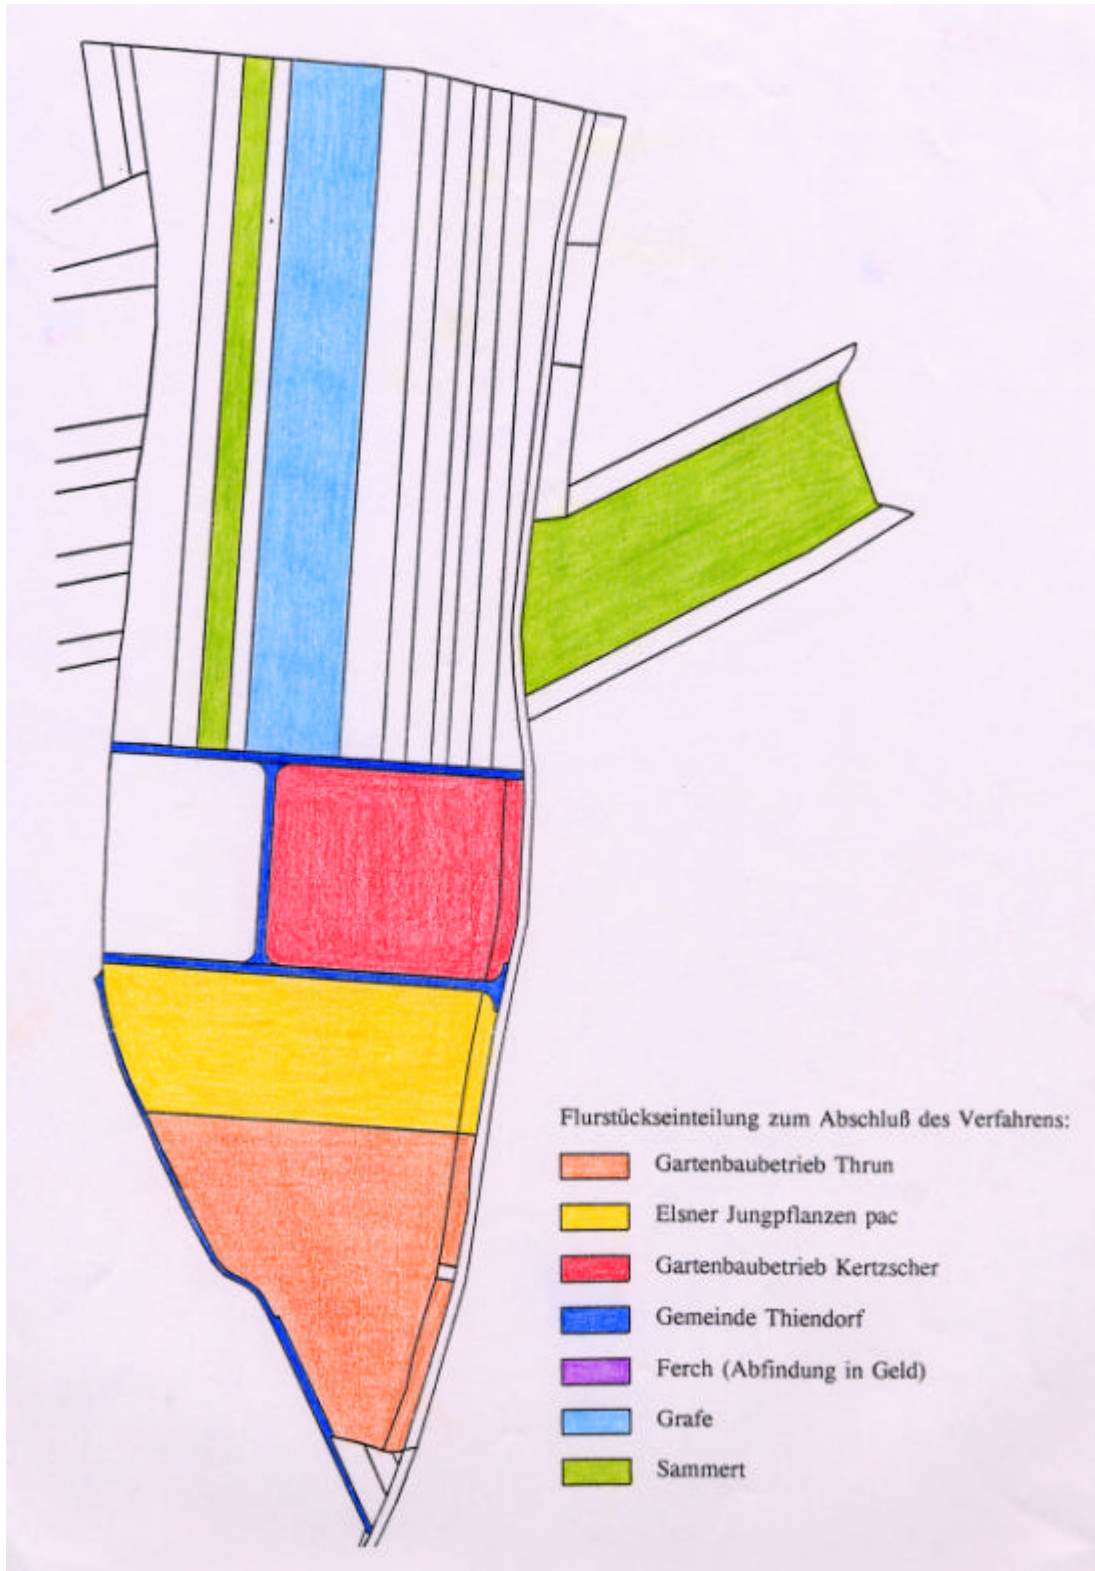 Flurstückseinteilung zum Abschluß des Verfahrens:
Gartenbaubetrieb Thrun
Elsner Jungpflanzen pac
Gartenbaubetrieb Kertzscher
Gemeinde Thiendorf
Ferch (Abfindung in Geld)
Grafe
Sammert